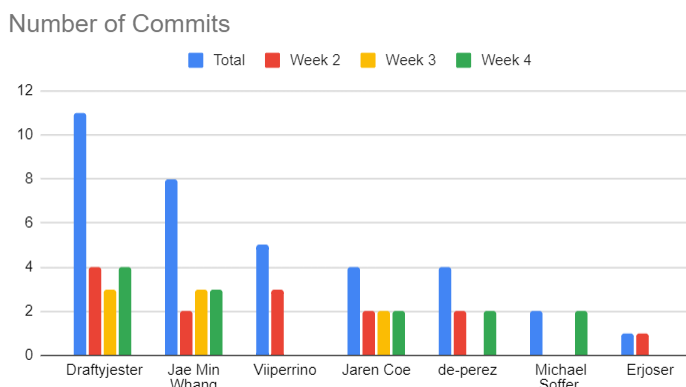 Number of Commits
Total Week 2 Week 3 Week 4
12
10
8
6
4
2
0
Draftyjester Jae Min Viiperrino Jaren Coe de-perez Michael Erjoser
Whang Soffer